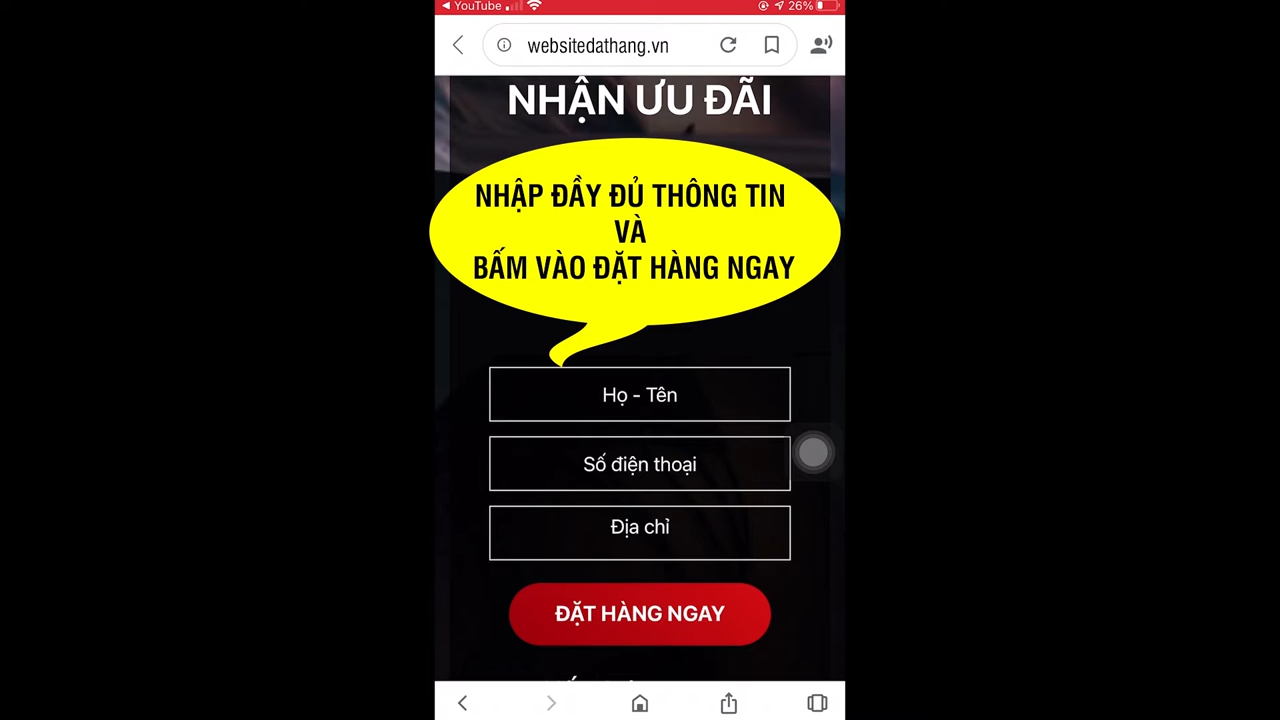 YouTube
26%
websitedathang.vn
NHẬN ƯU ĐÃI
NHẬP ĐẦY ĐỦ THÔNG TIN
VÀ
BẤM VÀO ĐẶT HÀNG NGAY
Họ - Tên
Số điện thoại
Địa chỉ
ĐẶT HÀNG NGAY